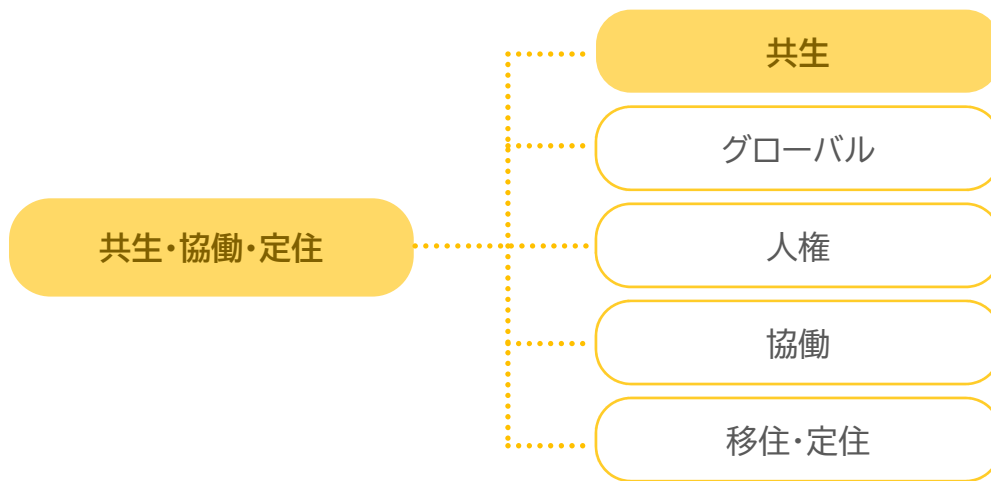 共生・協働・定住
共生
グローバル
人権
協働
移住・定住